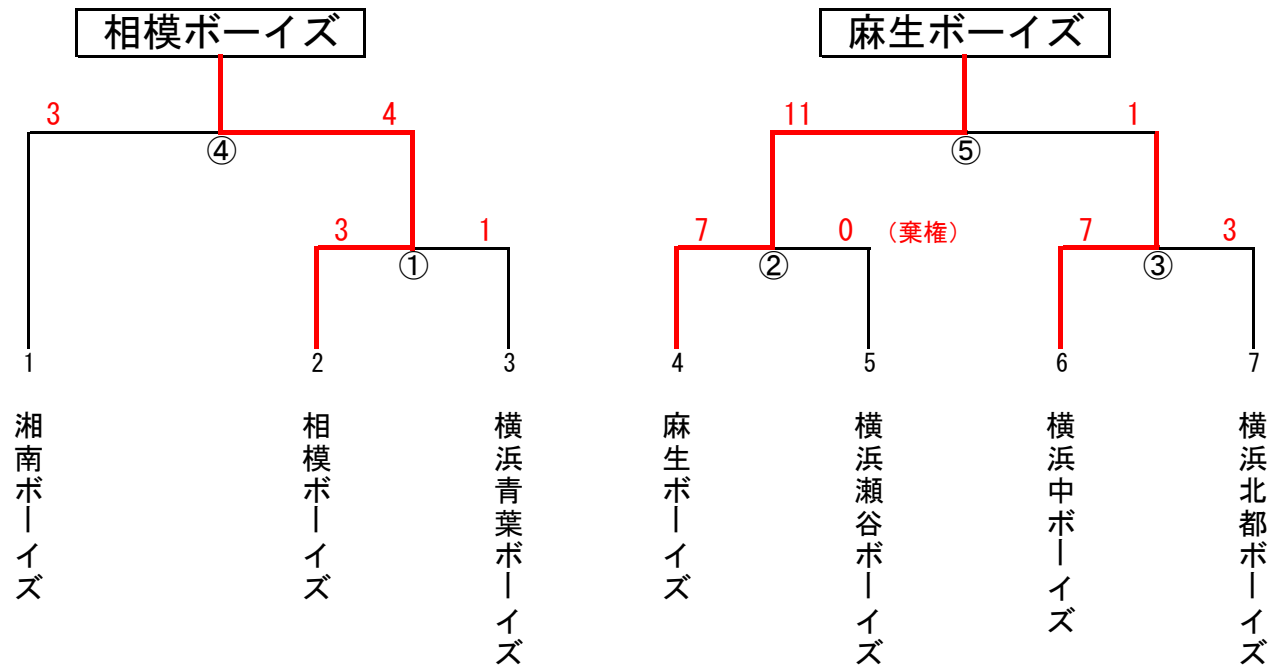 相模ボーイズ
麻生ボーイズ
3
4
11
1
④
⑤
3
1
7
0
(棄権)
7
3
①
②
③
1
2
3
4
5
6
7
湘南ボーイズ
相模ボーイズ
横浜青葉ボーイズ
麻生ボーイズ
横浜瀬谷ボーイズ
横浜中ボーイズ
横浜北都ボーイズ